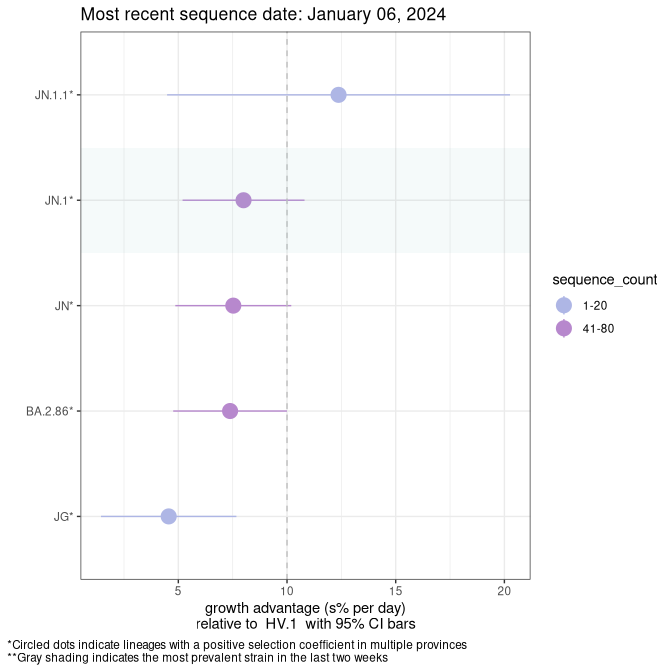 Most recent sequence date: January 06, 2024
JN.1.1*
JN.1*
JN*
BA.2.86*
JG*
5 10 15 20
growth advantage (s% per day)
relative to HV.1 with 95% CI bars
sequence_count
1-20
41-80
*Circled dots indicate lineages with a positive selection coefficient in multiple provinces
**Gray shading indicates the most prevalent strain in the last two weeks